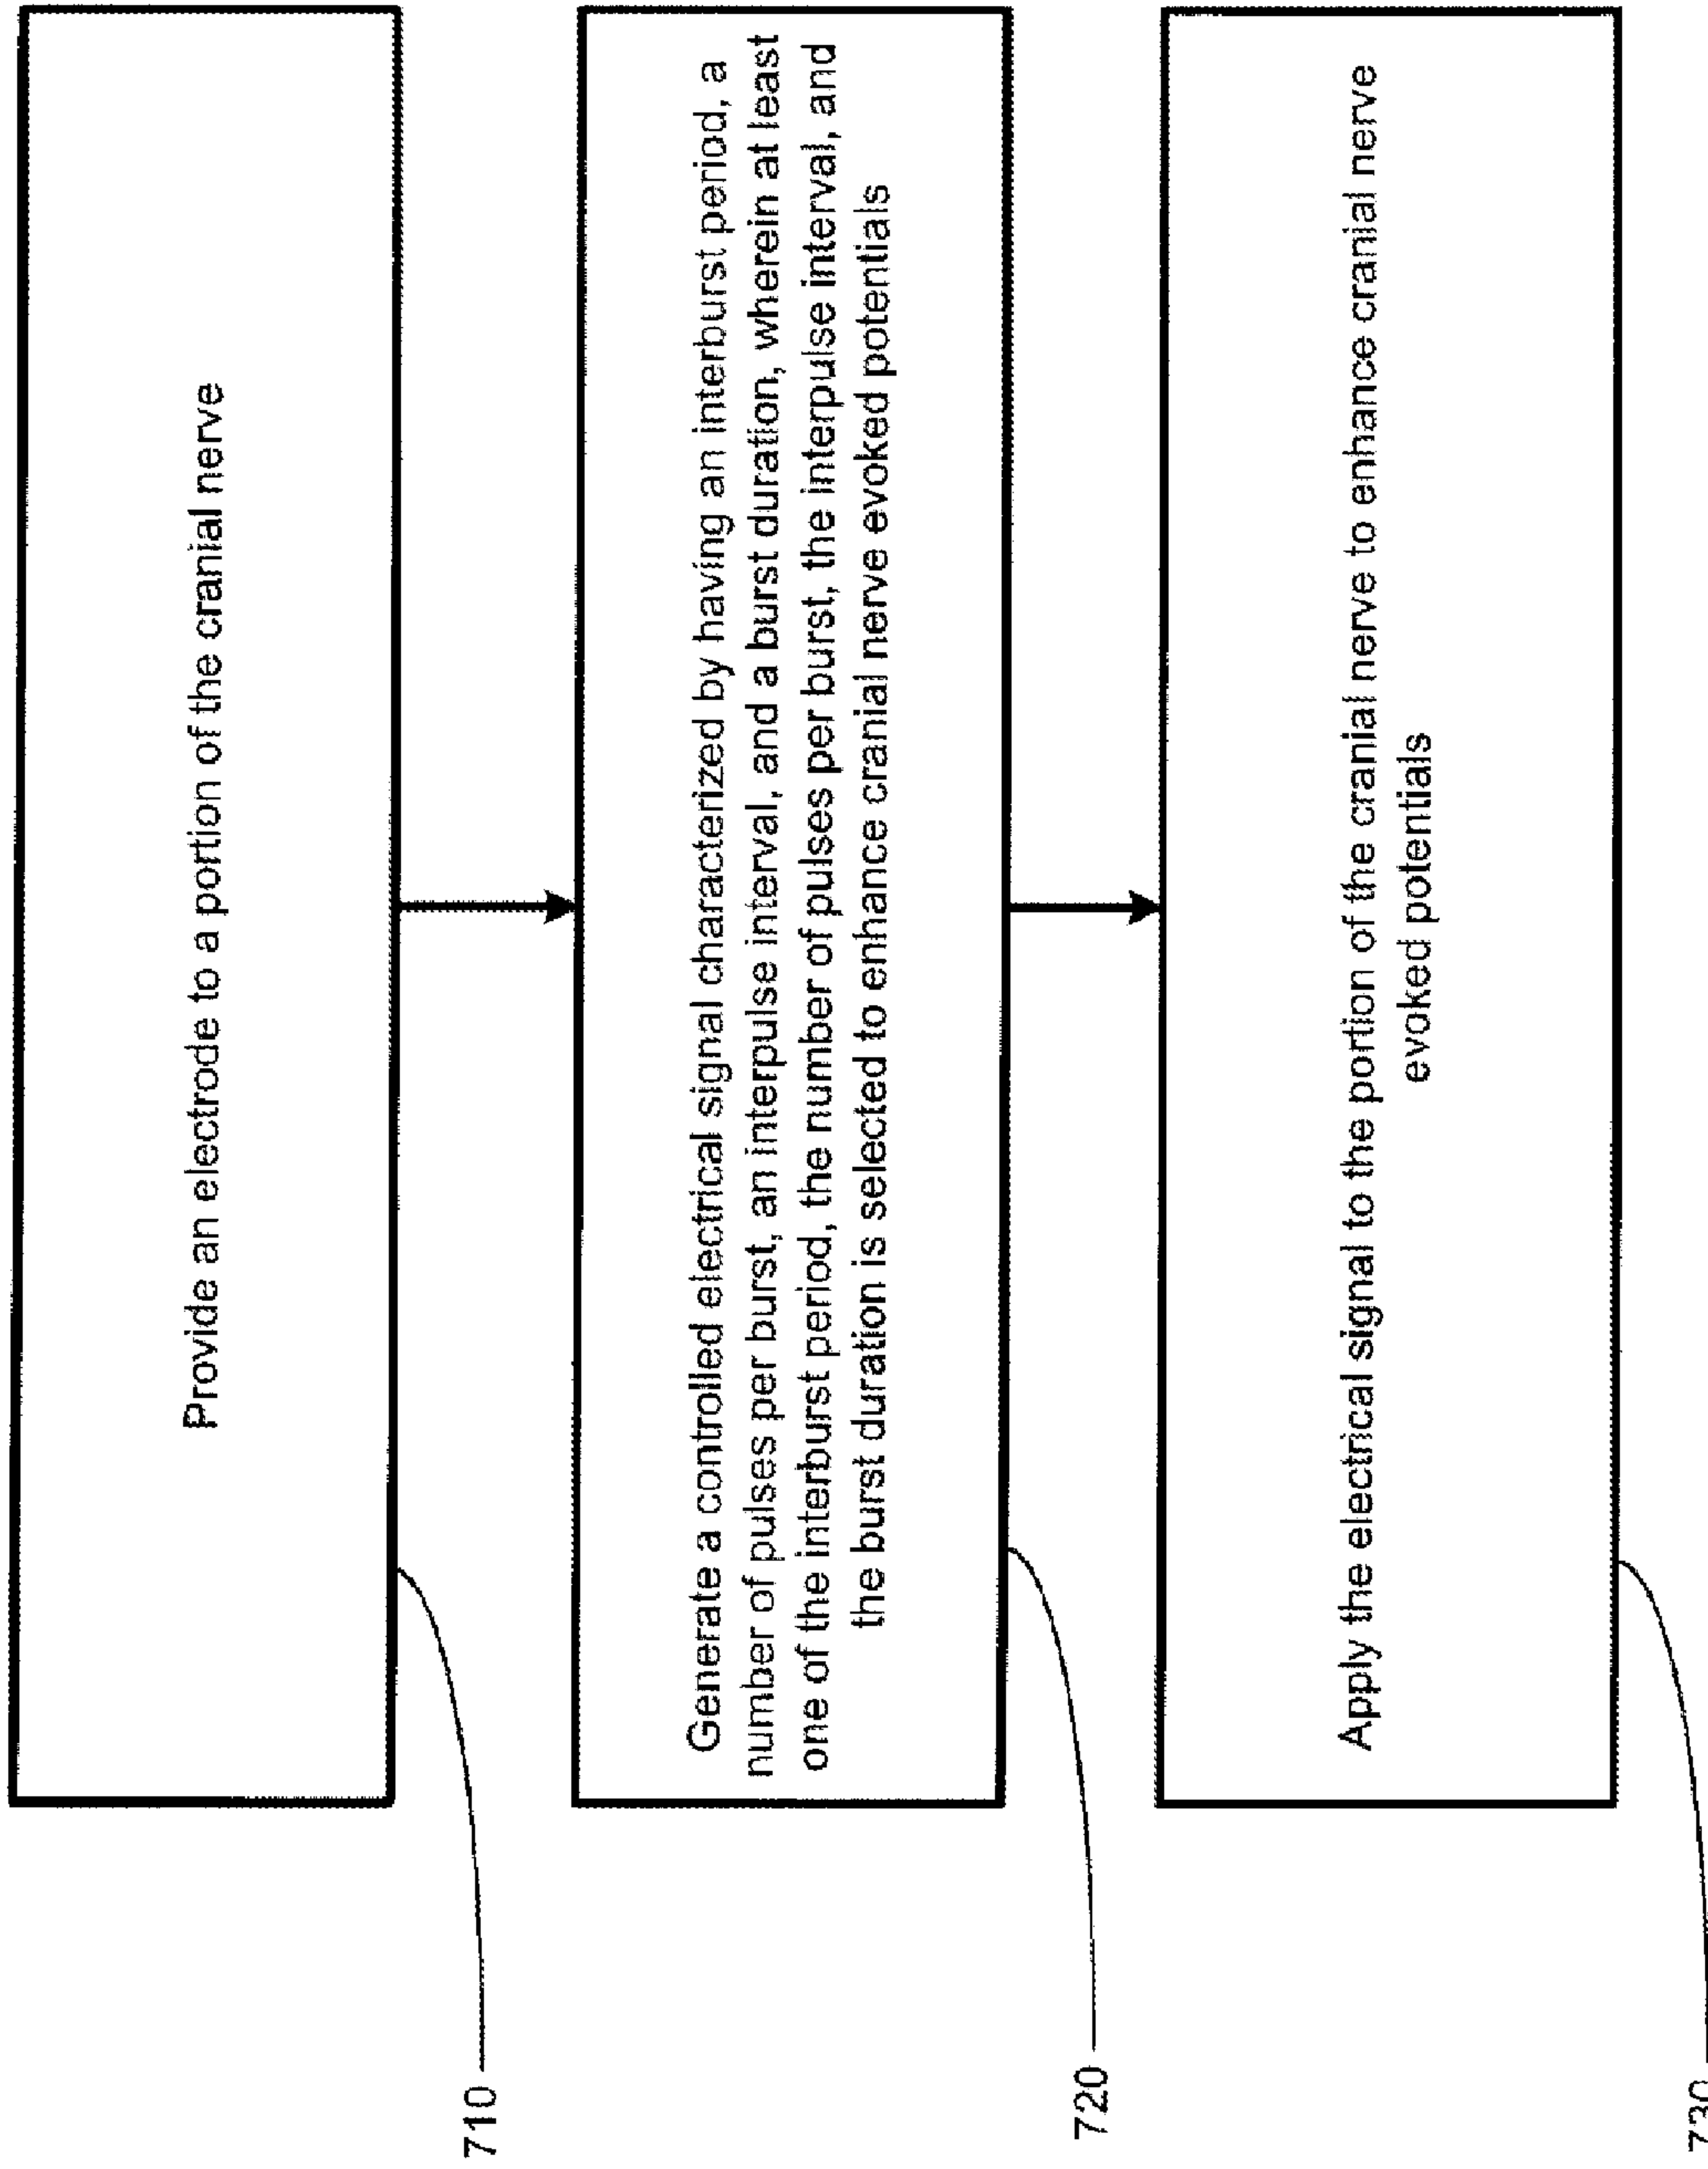 Provide an electrode to a portion of the cranial nerve
710
Generate a controlled electrical signal characterized by having an interburst period, a
number of pulses per burst, an interpulse interval, and a burst duration, wherein at least
one of the interburst period, the number of pulses per burst, the interpulse interval, and
the burst duration is selected to enhance cranial nerve evoked potentials
720
Apply the electrical signal to the portion of the cranial nerve to enhance cranial nerve
evoked potentials
730